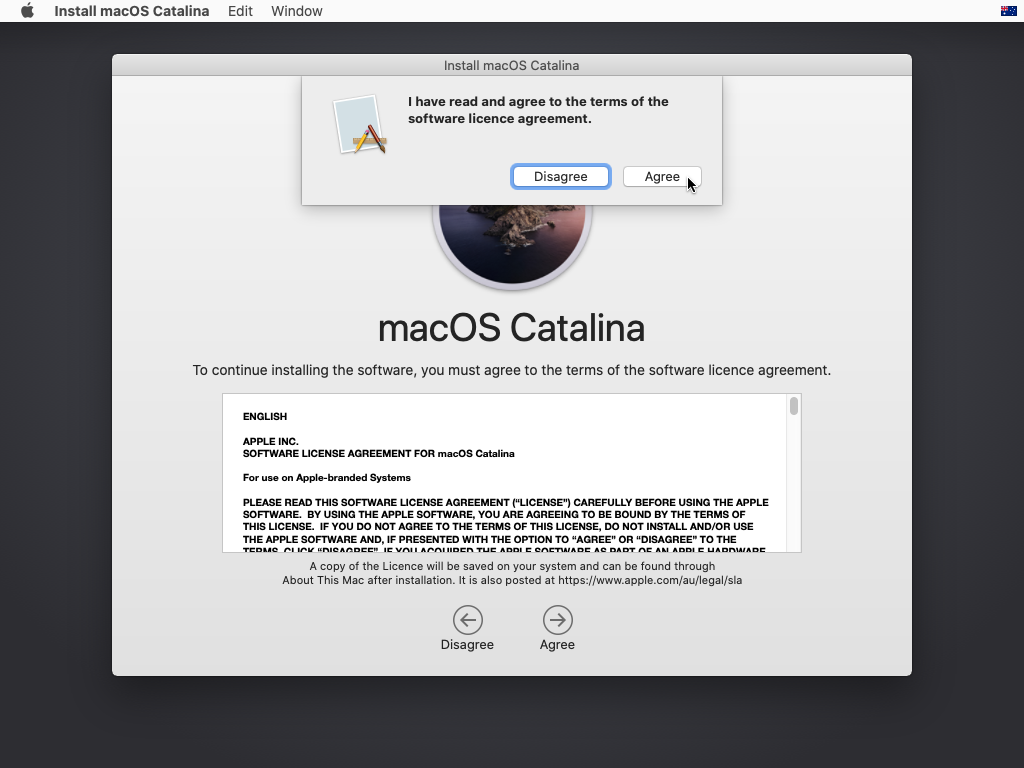 Install macOS Catalina Edit Window
Install macOS Catalina
I have read and agree to the terms of the
software licence agreement.
Disagree Agree
macOS Catalina
To continue installing the software, you must agree to the terms of the software licence agreement.
ENGLISH
APPLE INC.
SOFTWARE LICENSE AGREEMENT FOR macOS Catalina
For use on Apple-branded Systems
PLEASE READ THIS SOFTWARE LICENSE AGREEMENT (“LICENSE”) CAREFULLY BEFORE USING THE APPLE
SOFTWARE.  BY USING THE APPLE SOFTWARE, YOU ARE AGREEING TO BE BOUND BY THE TERMS OF
THIS LICENSE.  IF YOU DO NOT AGREE TO THE TERMS OF THIS LICENSE, DO NOT INSTALL AND/OR USE
THE APPLE SOFTWARE AND, IF PRESENTED WITH THE OPTION TO “AGREE” OR “DISAGREE” TO THE
TERMS, CLICK “DISAGREE”. IF YOU ACQUIRED THE APPLE SOFTWARE AS PART OF AN APPLE HARDWARE
A copy of the Licence will be saved on your system and can be found through
About This Mac after installation. It is also posted at https://www.apple.com/au/legal/sla
Disagree Agree